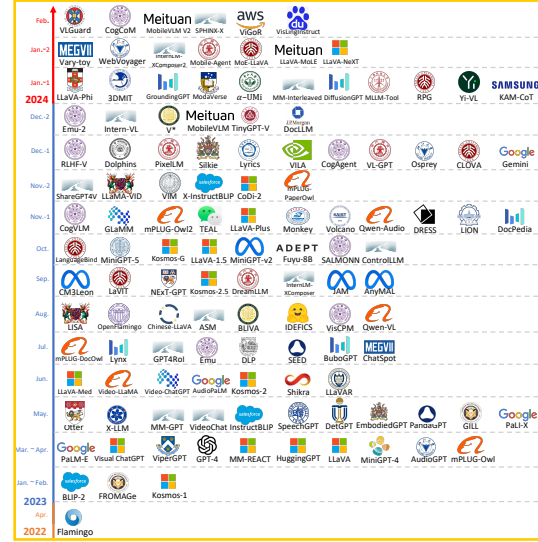 Feb.
Meituan
aws
VLGuard CogCoM MobileVLM V2 SPHINX-X ViGoR VisLingInstruct
Jan.-2
MEGVII
Meituan
Vary-toy WebVoyager InternLM-XComposer2 Mobile-Agent MoE-LLaVA LLaVA-MoLE LLaVA-NeXT
Jan.-1
Yi
SAMSUNG
LLaVA-Phi 3DMIT GroundingGPT ModaVerse α-UMi MM-Interleaved DiffusionGPT MLLM-Tool RPG Yi-VL KAM-CoT
2024
Dec.-2
Meituan
J.P.Morgan
Emu-2 Intern-VL V* MobileVLM TinyGPT-V DocLLM
Dec.-1
Google
RLHF-V Dolphins PixelLM Silkie Lyrics VILA CogAgent VL-GPT Osprey CLOVA Gemini
Nov.-2
salesforce
ShareGPT4V LLaMA-VID VIM X-InstructBLIP CoDi-2 mPLUG-PaperOwl
Nov.-1
KAIST
CogVLM GLaMM mPLUG-Owl2 TEAL LLaVA-Plus Monkey Volcano Qwen-Audio DRESS LION DocPedia
Oct.
ADEPT
LanguageBind MiniGPT-5 Kosmos-G LLaVA-1.5 MiniGPT-v2 Fuyu-8B SALMONN ControlLLM
Sep.
CM3Leon LaVIT NExT-GPT Kosmos-2.5 DreamLLM InternLM-XComposer JAM AnyMAL
Aug.
LISA OpenFlamingo Chinese-LLaVA ASM BLIVA IDEFICS VisCPM Qwen-VL
Jul.
MEGVII
mPLUG-DocOwl Lynx GPT4RoI Emu DLP SEED BuboGPT ChatSpot
Jun.
Google
LLaVA-Med Video-LLaMA Video-ChatGPT AudioPaLM Kosmos-2 Shikra LLaVAR
May.
salesforce
Google
Utter X-LLM MM-GPT VideoChat InstructBLIP SpeechGPT DetGPT EmbodiedGPT PandaGPT GILL PaLI-X
Mar. ~ Apr.
Google
PaLM-E Visual ChatGPT ViperGPT GPT-4 MM-REACT HuggingGPT LLaVA MiniGPT-4 AudioGPT mPLUG-Owl
Jan. ~ Feb.
salesforce
BLIP-2 FROMAGe Kosmos-1
2023
Apr.
Flamingo
2022